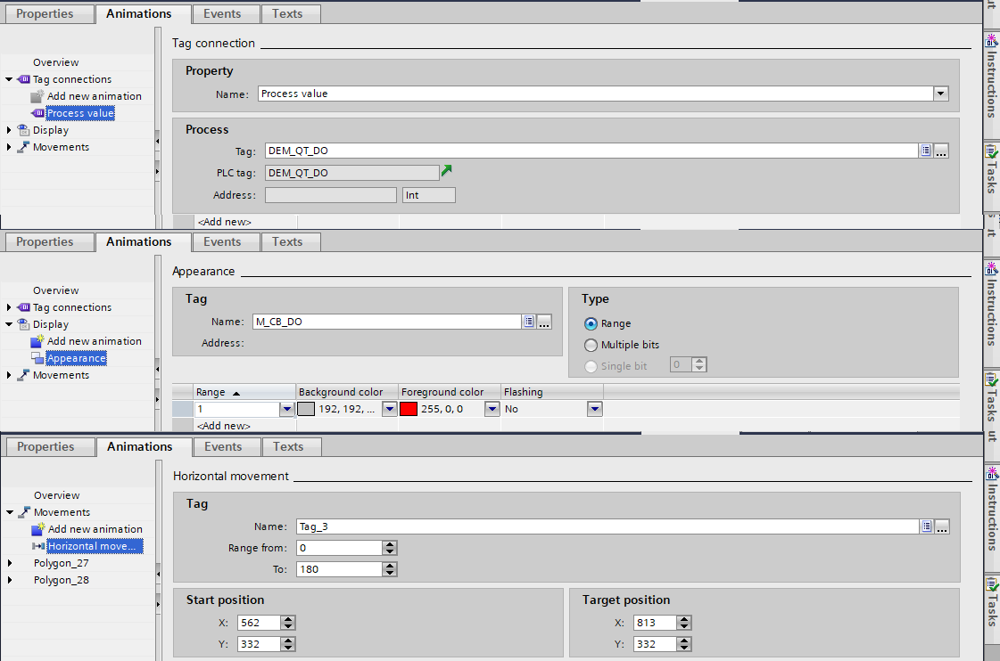 Properties Animations Events Texts
Tag connection
Overview
Tag connections
Add new animation
Process value
Display
Movements
Property
Name: Process value
Process
Tag: DEM_QT_DO ...
PLC tag: DEM_QT_DO
Address: Int
<Add new>
ut
Instructions
Tasks
Properties Animations Events Texts
Appearance
Overview
Tag connections
Display
Add new animation
Appearance
Movements
Tag
Name: M_CB_DO ...
Address:
Type
Range
Multiple bits
Single bit 0
Range Background color Foreground color Flashing
1 192, 192, ... 255, 0, 0 No
<Add new>
ut
Instructions
Tasks
Properties Animations Events Texts
Horizontal movement
Overview
Movements
Add new animation
Horizontal move...
Polygon_27
Polygon_28
Tag
Name: Tag_3 ...
Range from: 0
To: 180
Start position
X: 562
Y: 332
Target position
X: 813
Y: 332
ut
Instructions
Tasks